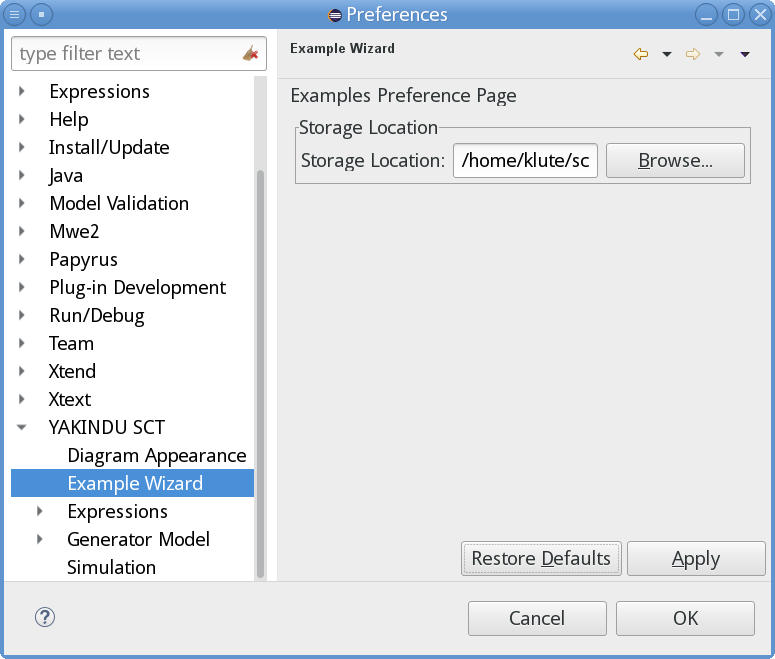 Preferences
type filter text
Expressions
Help
Install/Update
Java
Model Validation
Mwe2
Papyrus
Plug-in Development
Run/Debug
Team
Xtend
Xtext
YAKINDU SCT
Diagram Appearance
Example Wizard
Expressions
Generator Model
Simulation
Example Wizard
Examples Preference Page
Storage Location
Storage Location: /home/klute/sc Browse...
Restore Defaults Apply
? Cancel OK